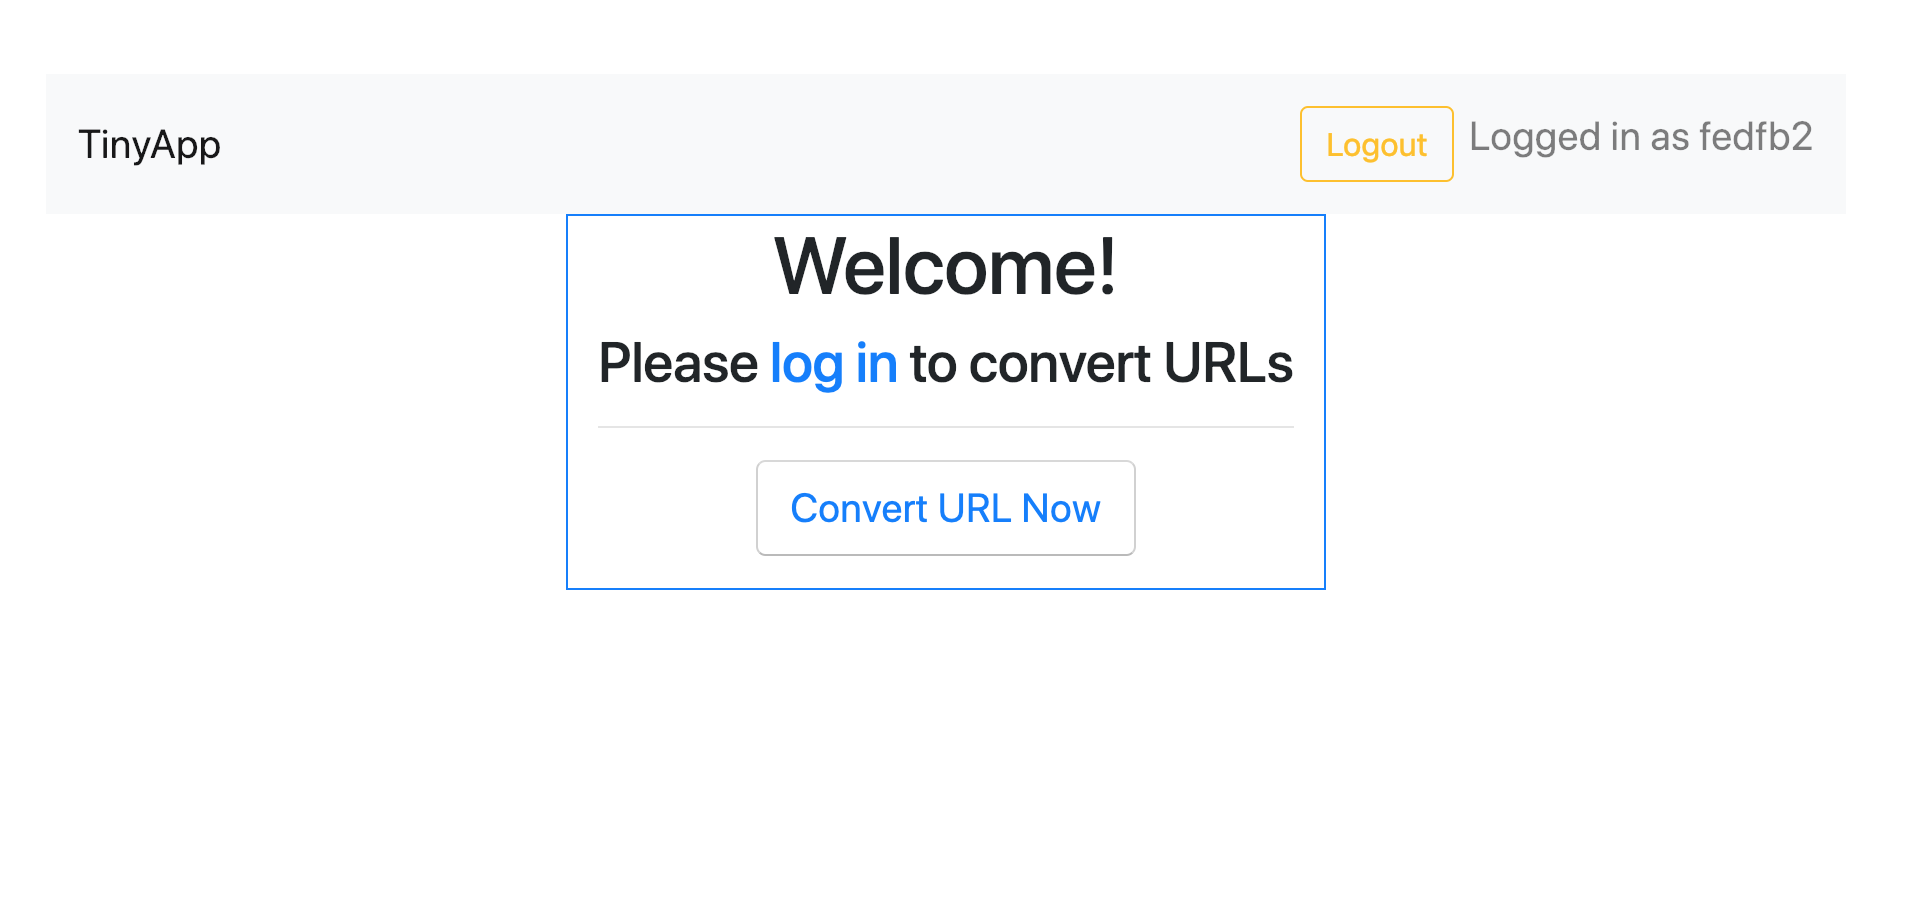 TinyApp
Logout
Logged in as fedfb2
Welcome!
Please log in to convert URLs
Convert URL Now